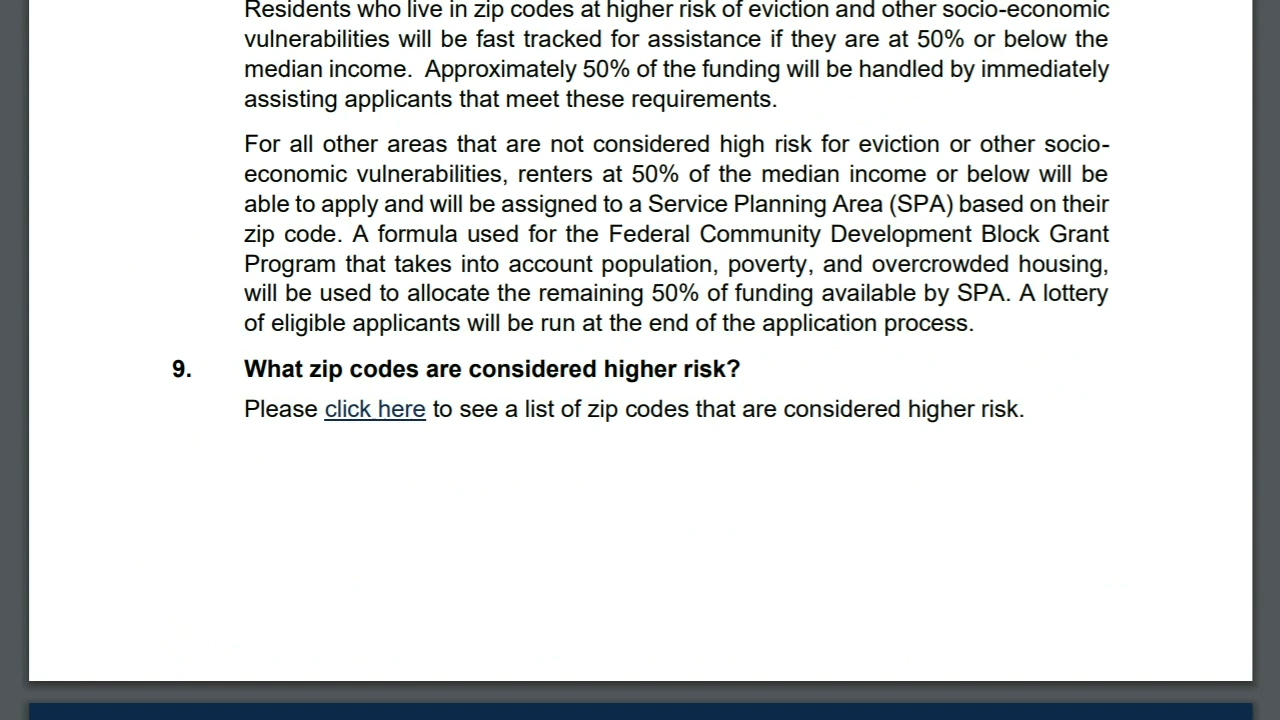 Residents who live in zip codes at higher risk of eviction and other socio-economic
vulnerabilities will be fast tracked for assistance if they are at 50% or below the
median income. Approximately 50% of the funding will be handled by immediately
assisting applicants that meet these requirements.
For all other areas that are not considered high risk for eviction or other socio-
economic vulnerabilities, renters at 50% of the median income or below will be
able to apply and will be assigned to a Service Planning Area (SPA) based on their
zip code. A formula used for the Federal Community Development Block Grant
Program that takes into account population, poverty, and overcrowded housing,
will be used to allocate the remaining 50% of funding available by SPA. A lottery
of eligible applicants will be run at the end of the application process.
9. What zip codes are considered higher risk?
Please click here to see a list of zip codes that are considered higher risk.